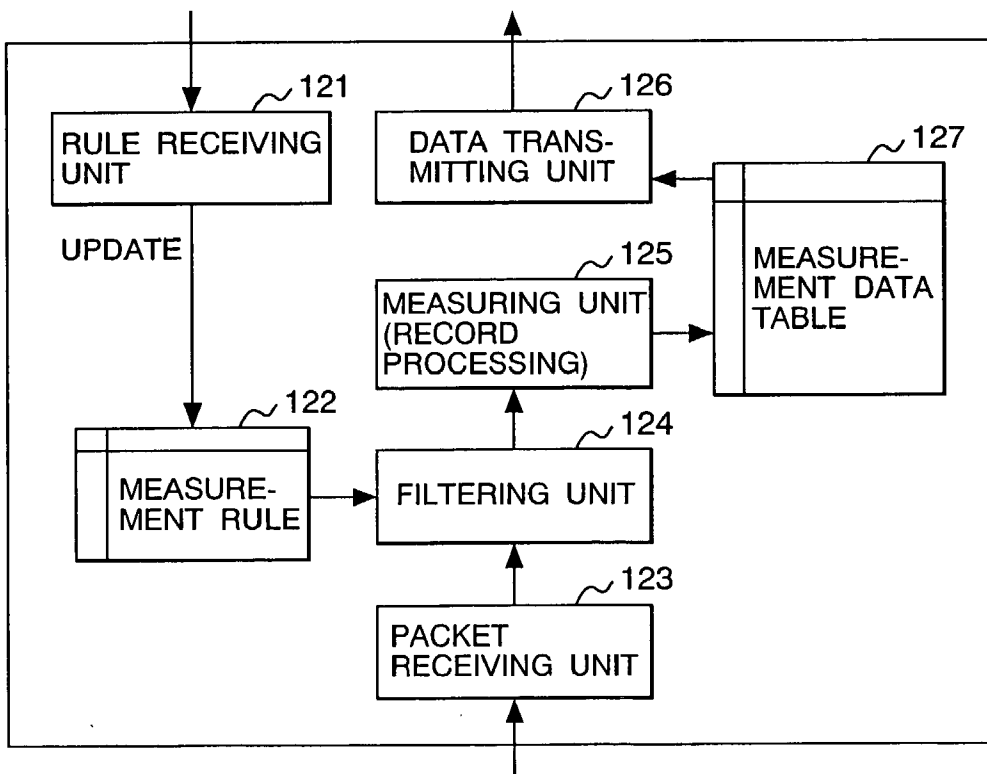 121
RULE RECEIVING
UNIT
UPDATE
126
DATA TRANS-
MITTING UNIT
127
MEASURE-
MENT DATA
TABLE
125
MEASURING UNIT
(RECORD
PROCESSING)
122
MEASURE-
MENT RULE
124
FILTERING UNIT
123
PACKET
RECEIVING UNIT